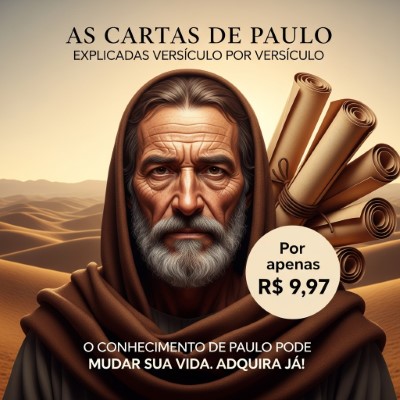 AS CARTAS DE PAULO
EXPLICADAS VERSÍCULO POR VERSÍCULO
Por
apenas
R$ 9,97
O CONHECIMENTO DE PAULO PODE
MUDAR SUA VIDA. ADQUIRA JÁ!